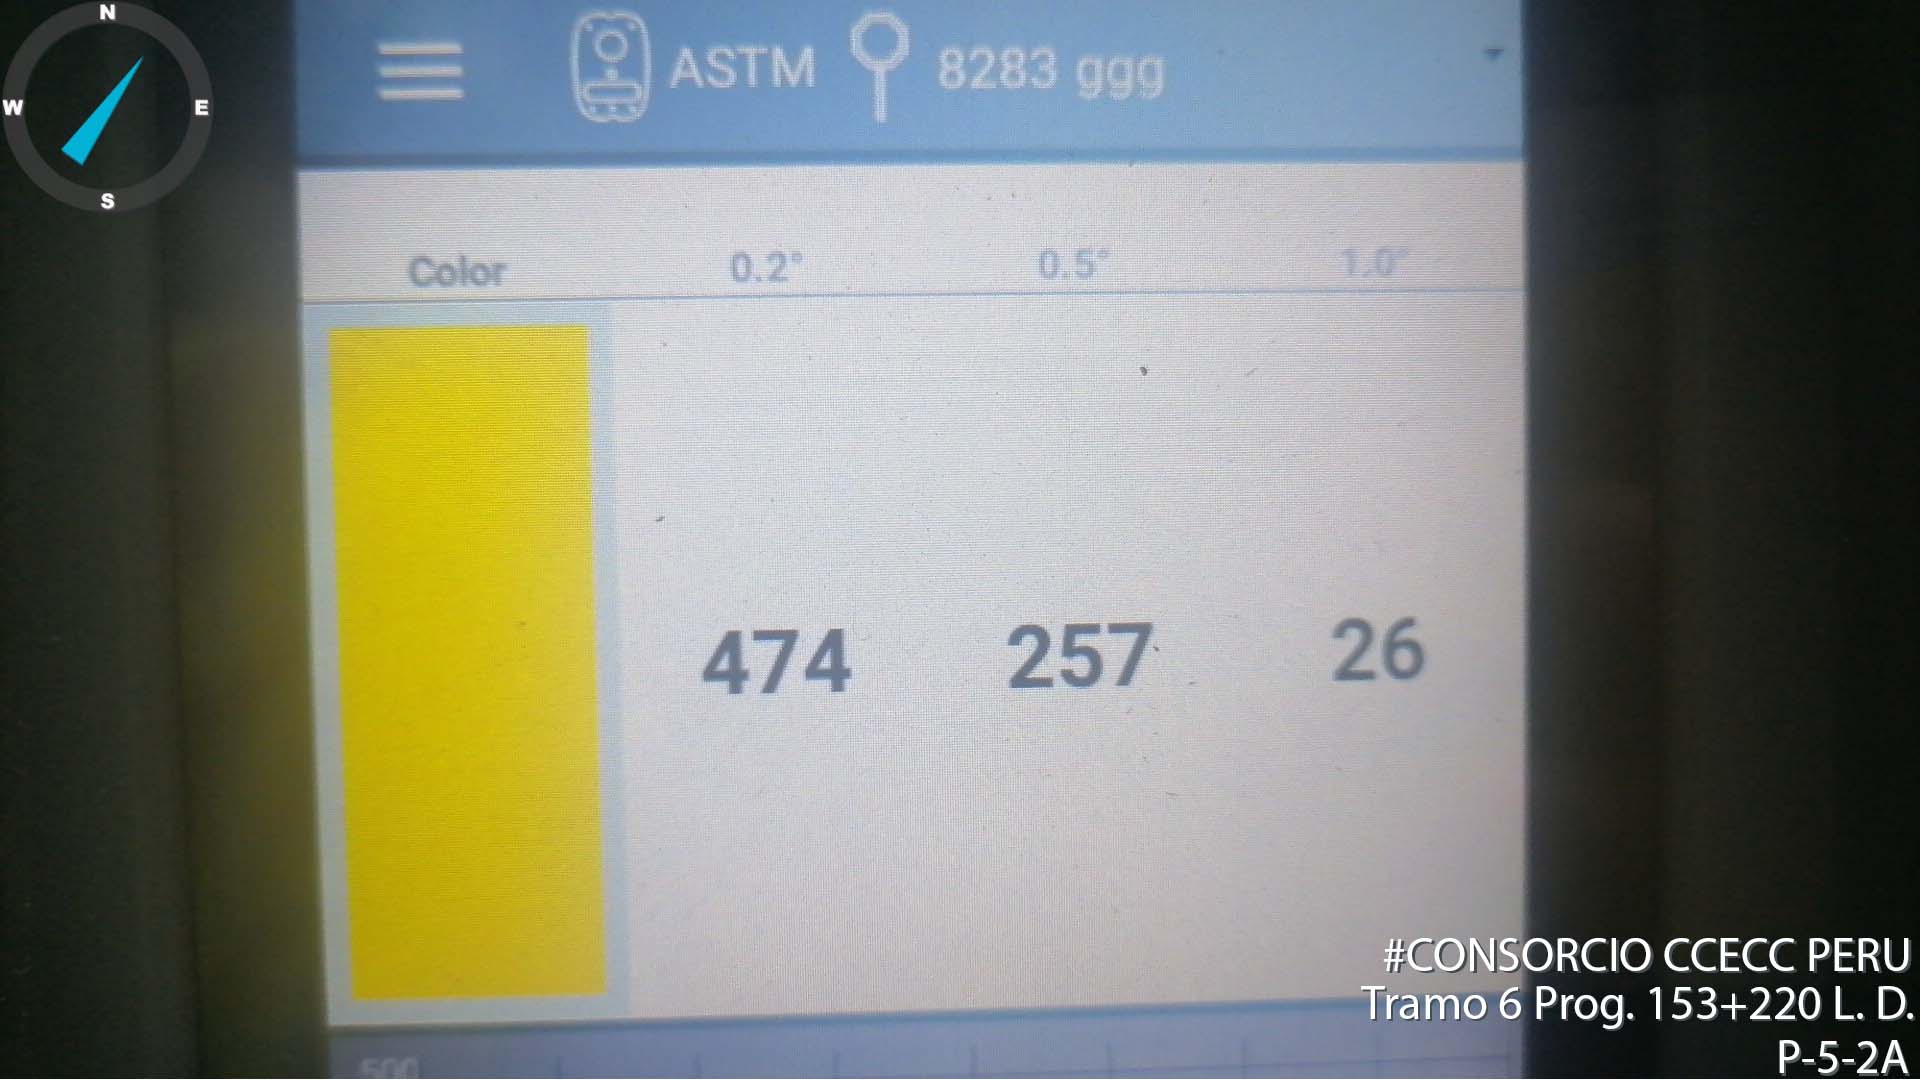 N
W E
S
ASTM 8283 ggg
Color 0.2° 0.5° 1.0°
474 257 26
#CONSORCIO CCECC PERU
Tramo 6 Prog. 153+220 L. D.
P-5-2A
500